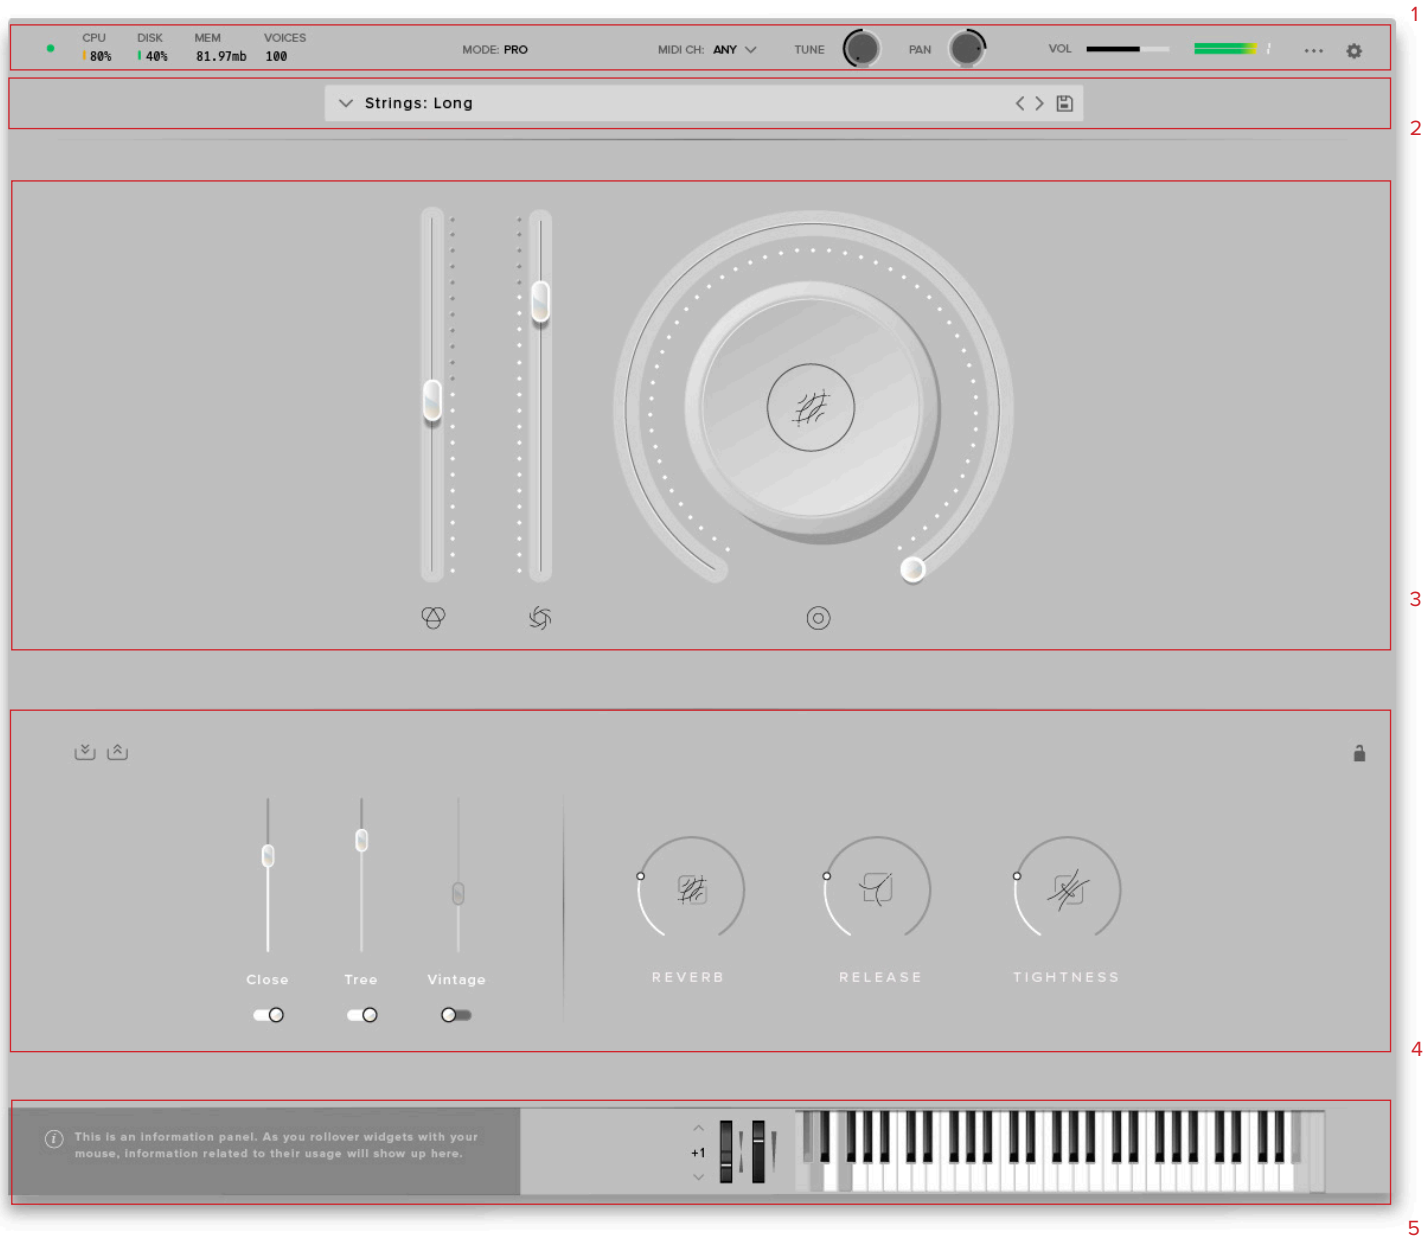 1
CPU DISK MEM VOICES
80% 40% 81.97mb 100
MODE: PRO
MIDI CH: ANY
TUNE
PAN
VOL
2
Strings: Long
3
4
Close Tree Vintage
REVERB RELEASE TIGHTNESS
5
i
This is an information panel. As you rollover widgets with your
mouse, information related to their usage will show up here.
+1